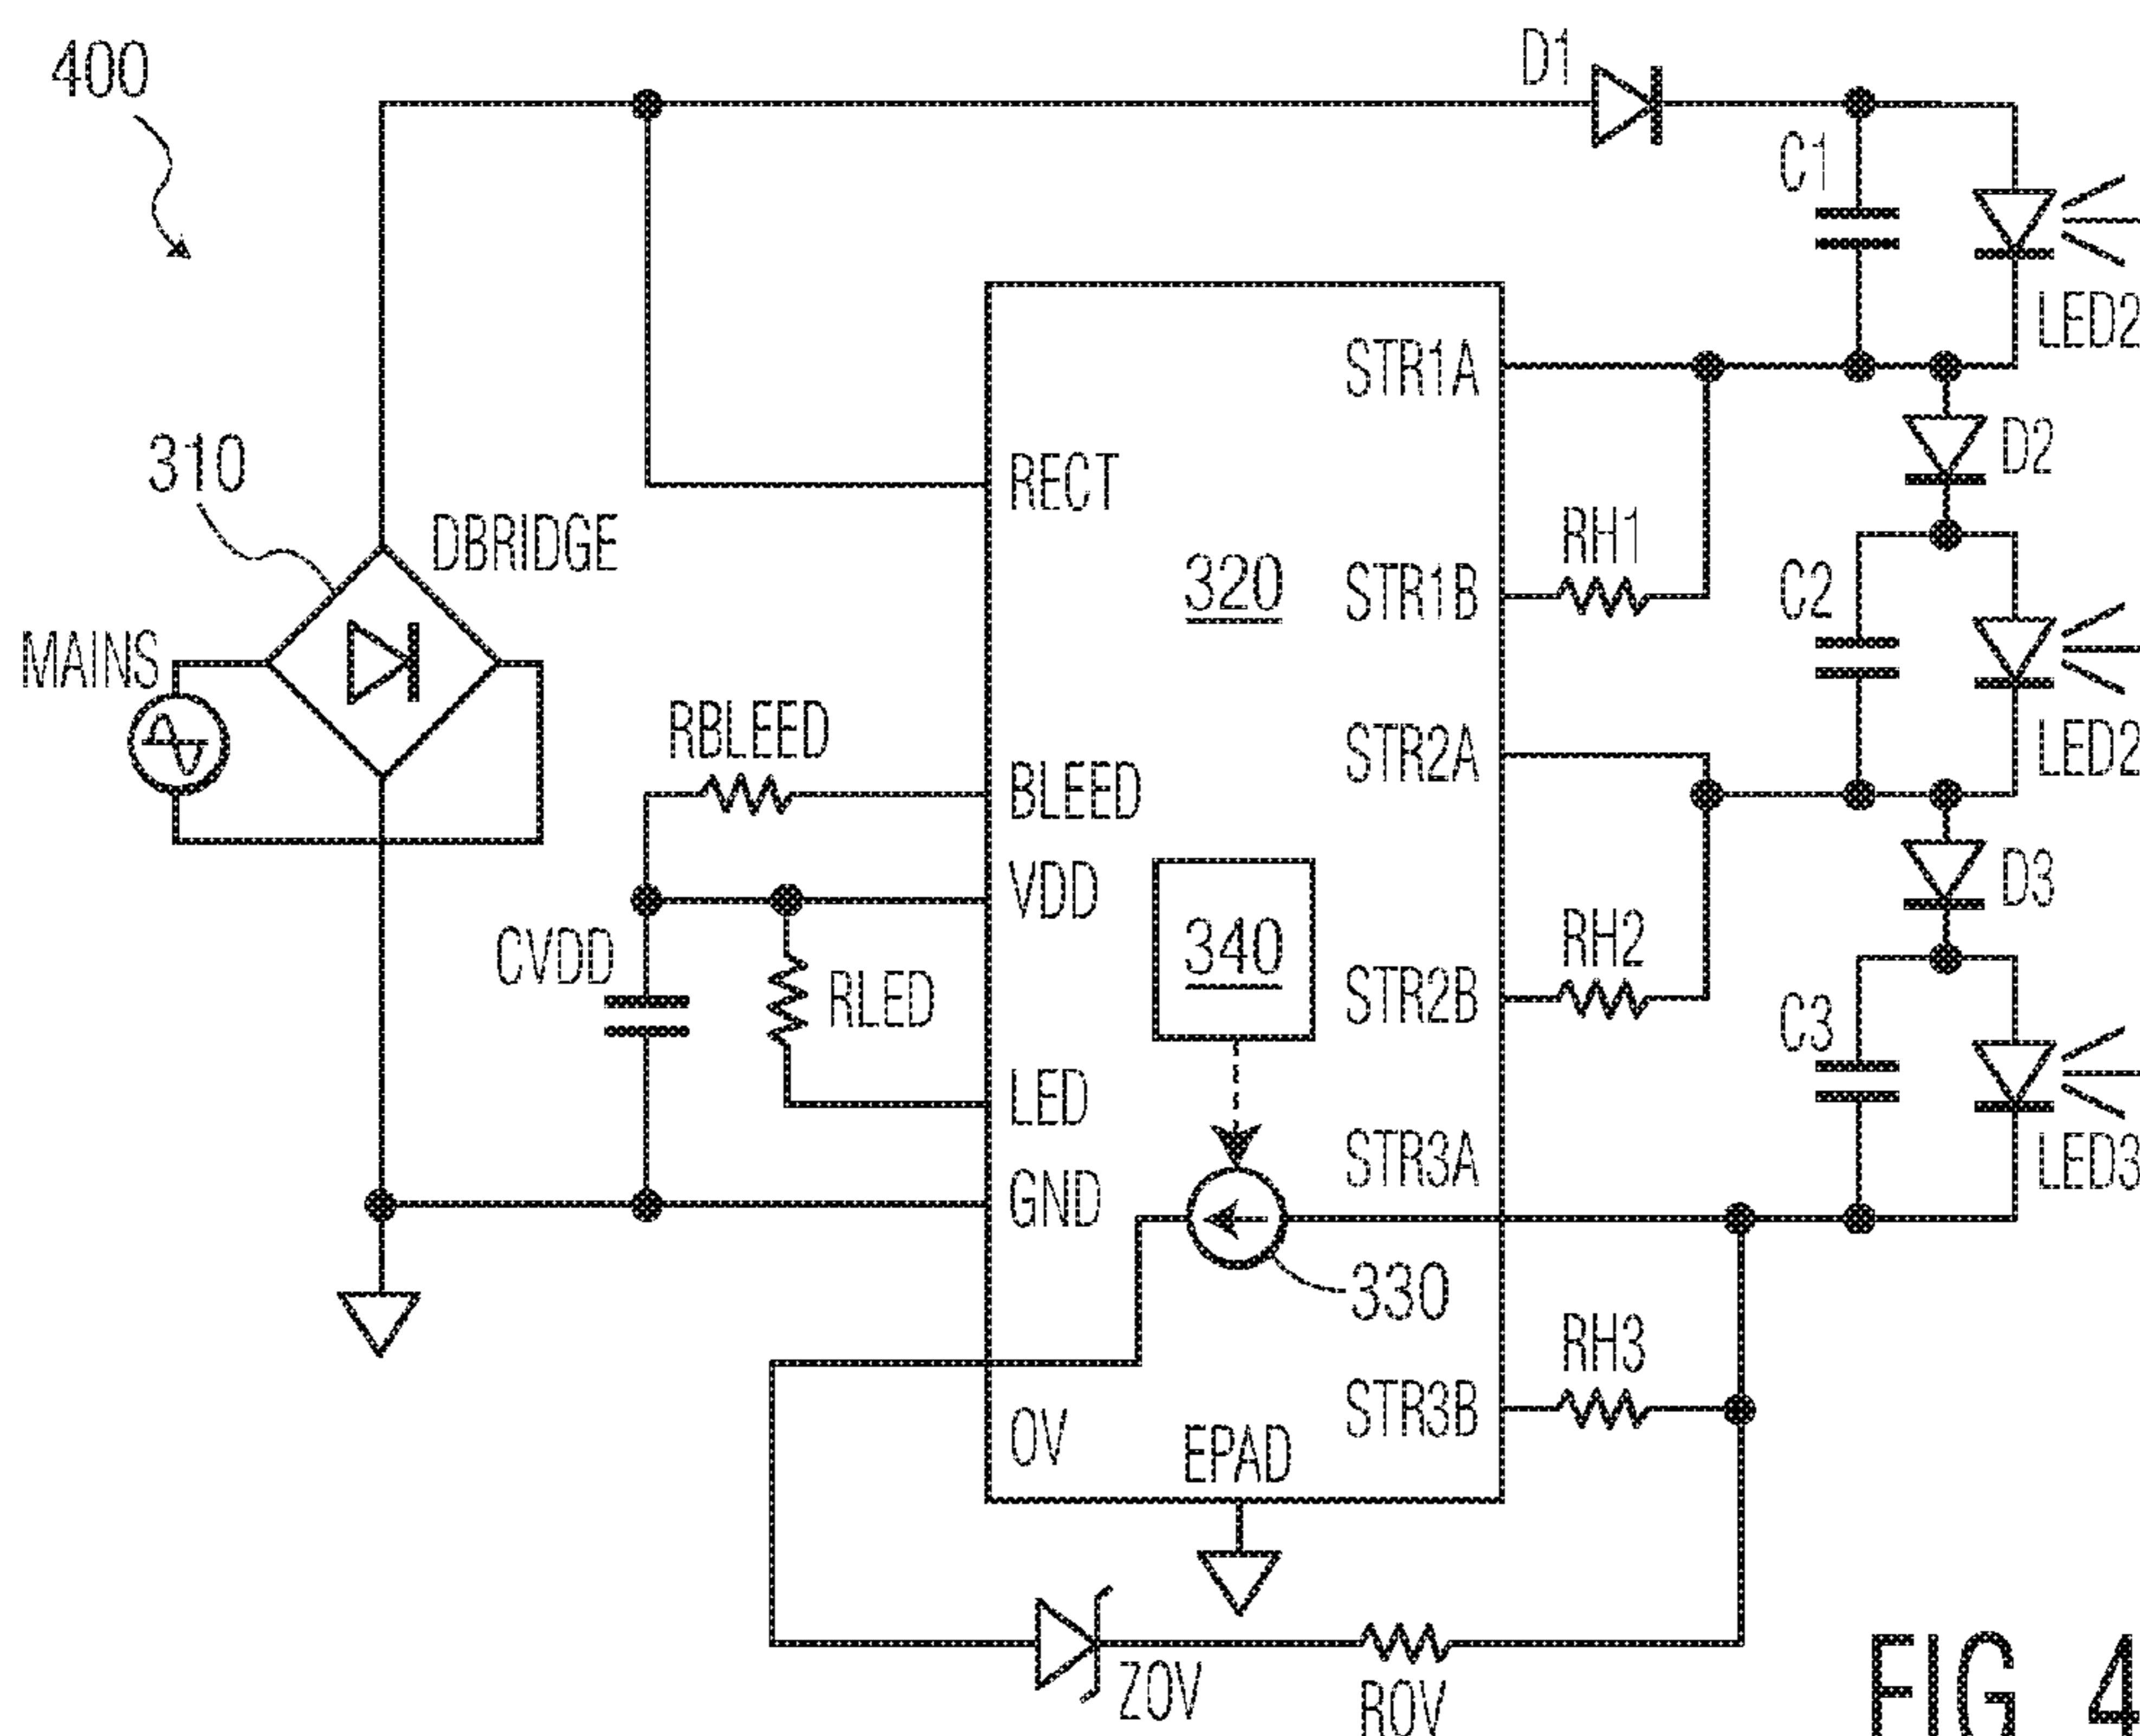 400
D1
C1
LED2
STR1A
RECT
D2
310
DBRIDGE
320
STR1B
RH1
C2
MAINS
LED2
RBLEED
STR2A
BLEED
VDD
D3
340
CVDD
RLED
STR2B
RH2
C3
LED
STR3A
LED3
GND
330
RH3
STR3B
OV
EPAD
ZOV
ROV
FIG. 4